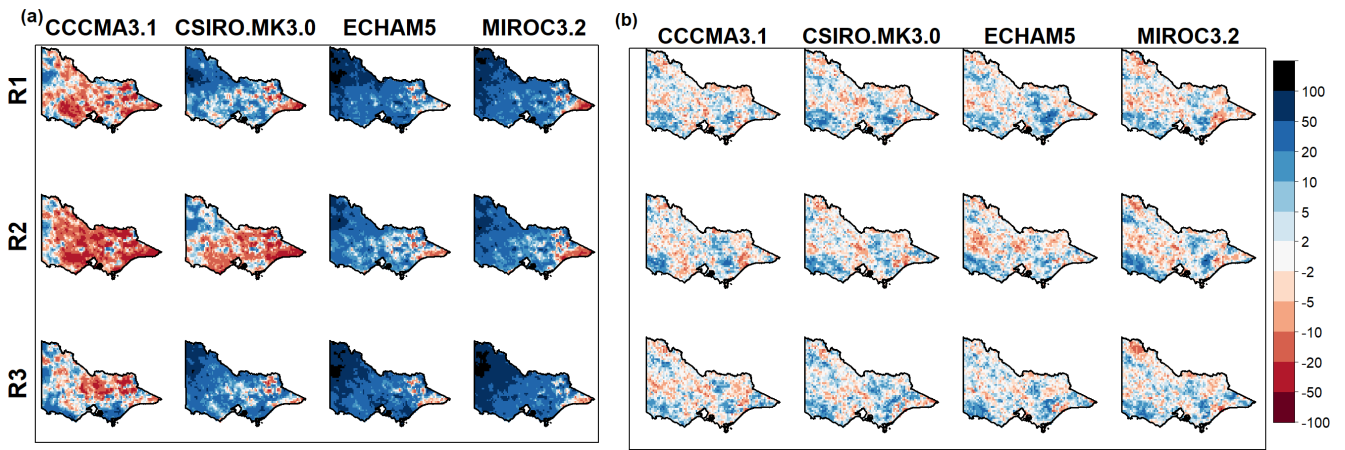 (a)
CCCMA3.1 CSIRO.MK3.0 ECHAM5 MIROC3.2
R1
R2
R3
(b)
CCCMA3.1 CSIRO.MK3.0 ECHAM5 MIROC3.2
100
50
20
10
5
2
-2
-5
-10
-20
-50
-100